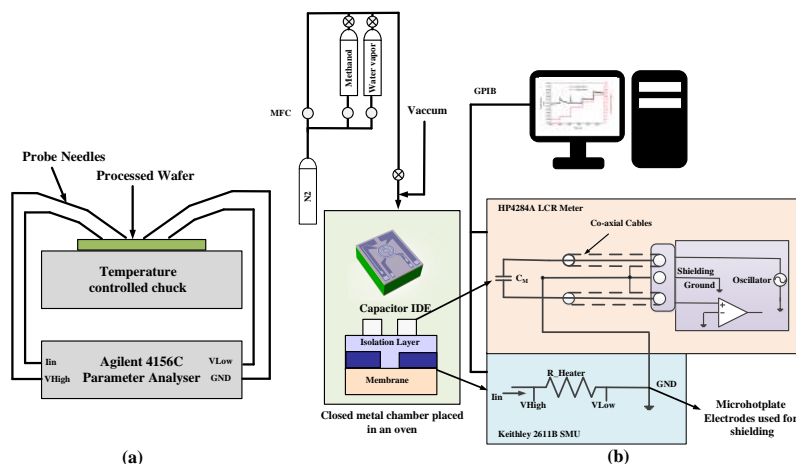 Probe Needles
Processed Wafer
Temperature
controlled chuck
Iin
VHigh
Agilent 4156C
Parameter Analyser
VLow
GND
(a)
Methanol
Water vapor
MFC
N2
Vaccum
GPIB
Capacitor IDE
Isolation Layer
Membrane
Closed metal chamber placed
in an oven
HP4284A LCR Meter
Co-axial Cables
CM
Shielding
Ground
Oscillator
Iin
R_Heater
VHigh
VLow
GND
Keithley 2611B SMU
Microhotplate
Electrodes used for
shielding
(b)